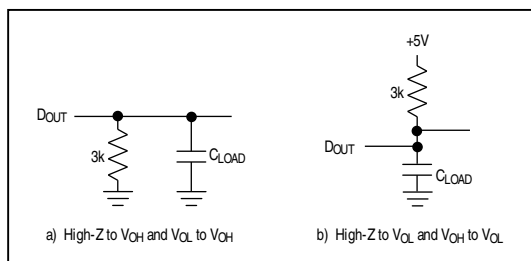 +5V
3k
DOUT
3k
CLOAD
DOUT
CLOAD
a) High-Z to VOH and VOL to VOH
b) High-Z to VOL and VOH to VOL